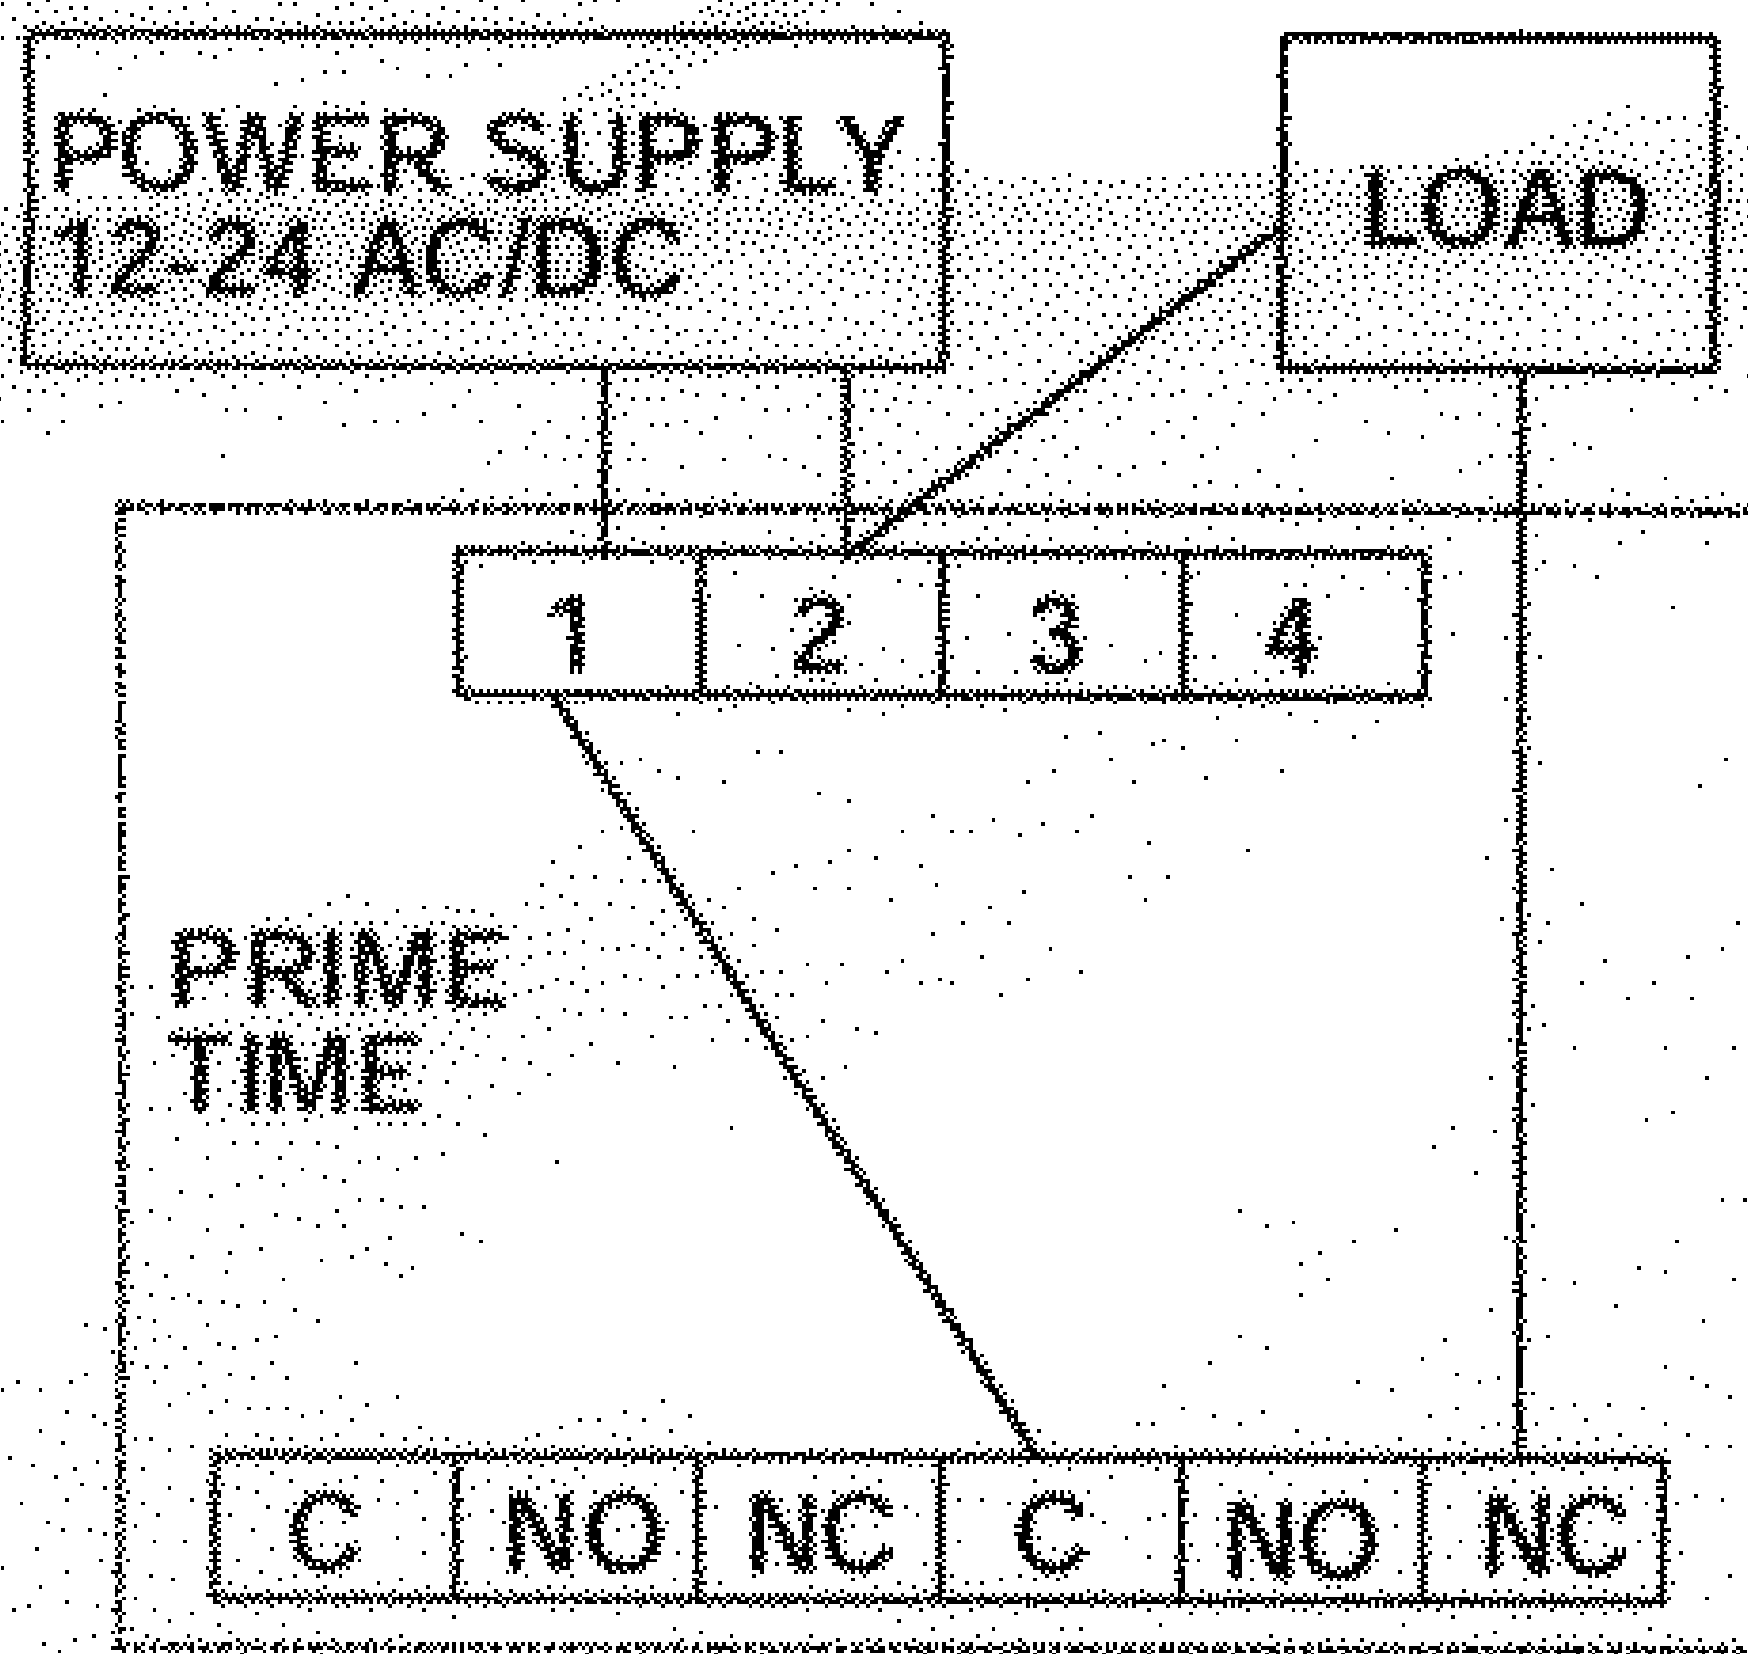 POWER SUPPLY
12-24 AC/DC
LOAD
1 2 3 4
PRIME
TIME
C NO NC C NO NC